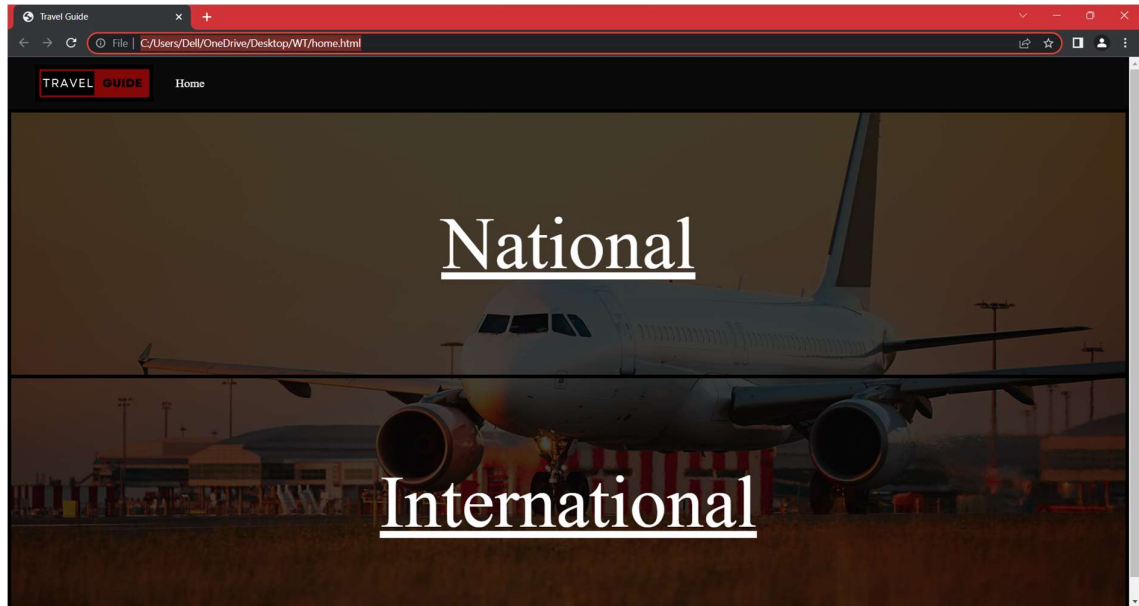 Travel Guide
File | C:/Users/Dell/OneDrive/Desktop/WT/home.html
TRAVEL GUIDE
Home
National
International